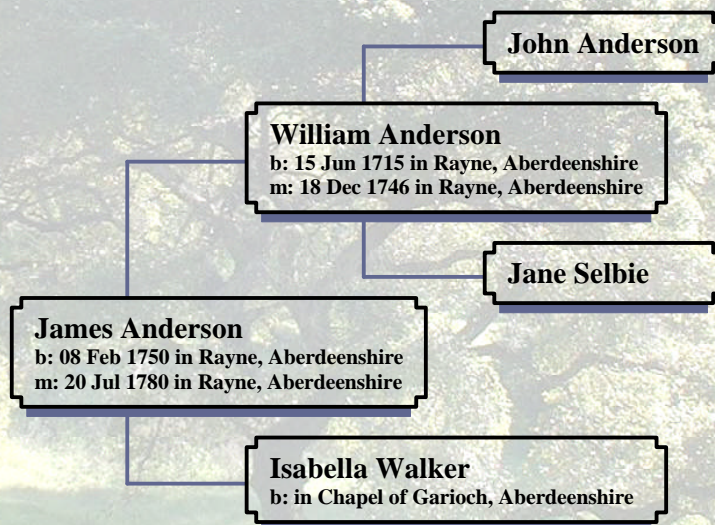 John Anderson
William Anderson
b: 15 Jun 1715 in Rayne, Aberdeenshire
m: 18 Dec 1746 in Rayne, Aberdeenshire
Jane Selbie
James Anderson
b: 08 Feb 1750 in Rayne, Aberdeenshire
m: 20 Jul 1780 in Rayne, Aberdeenshire
Isabella Walker
b: in Chapel of Garioch, Aberdeenshire